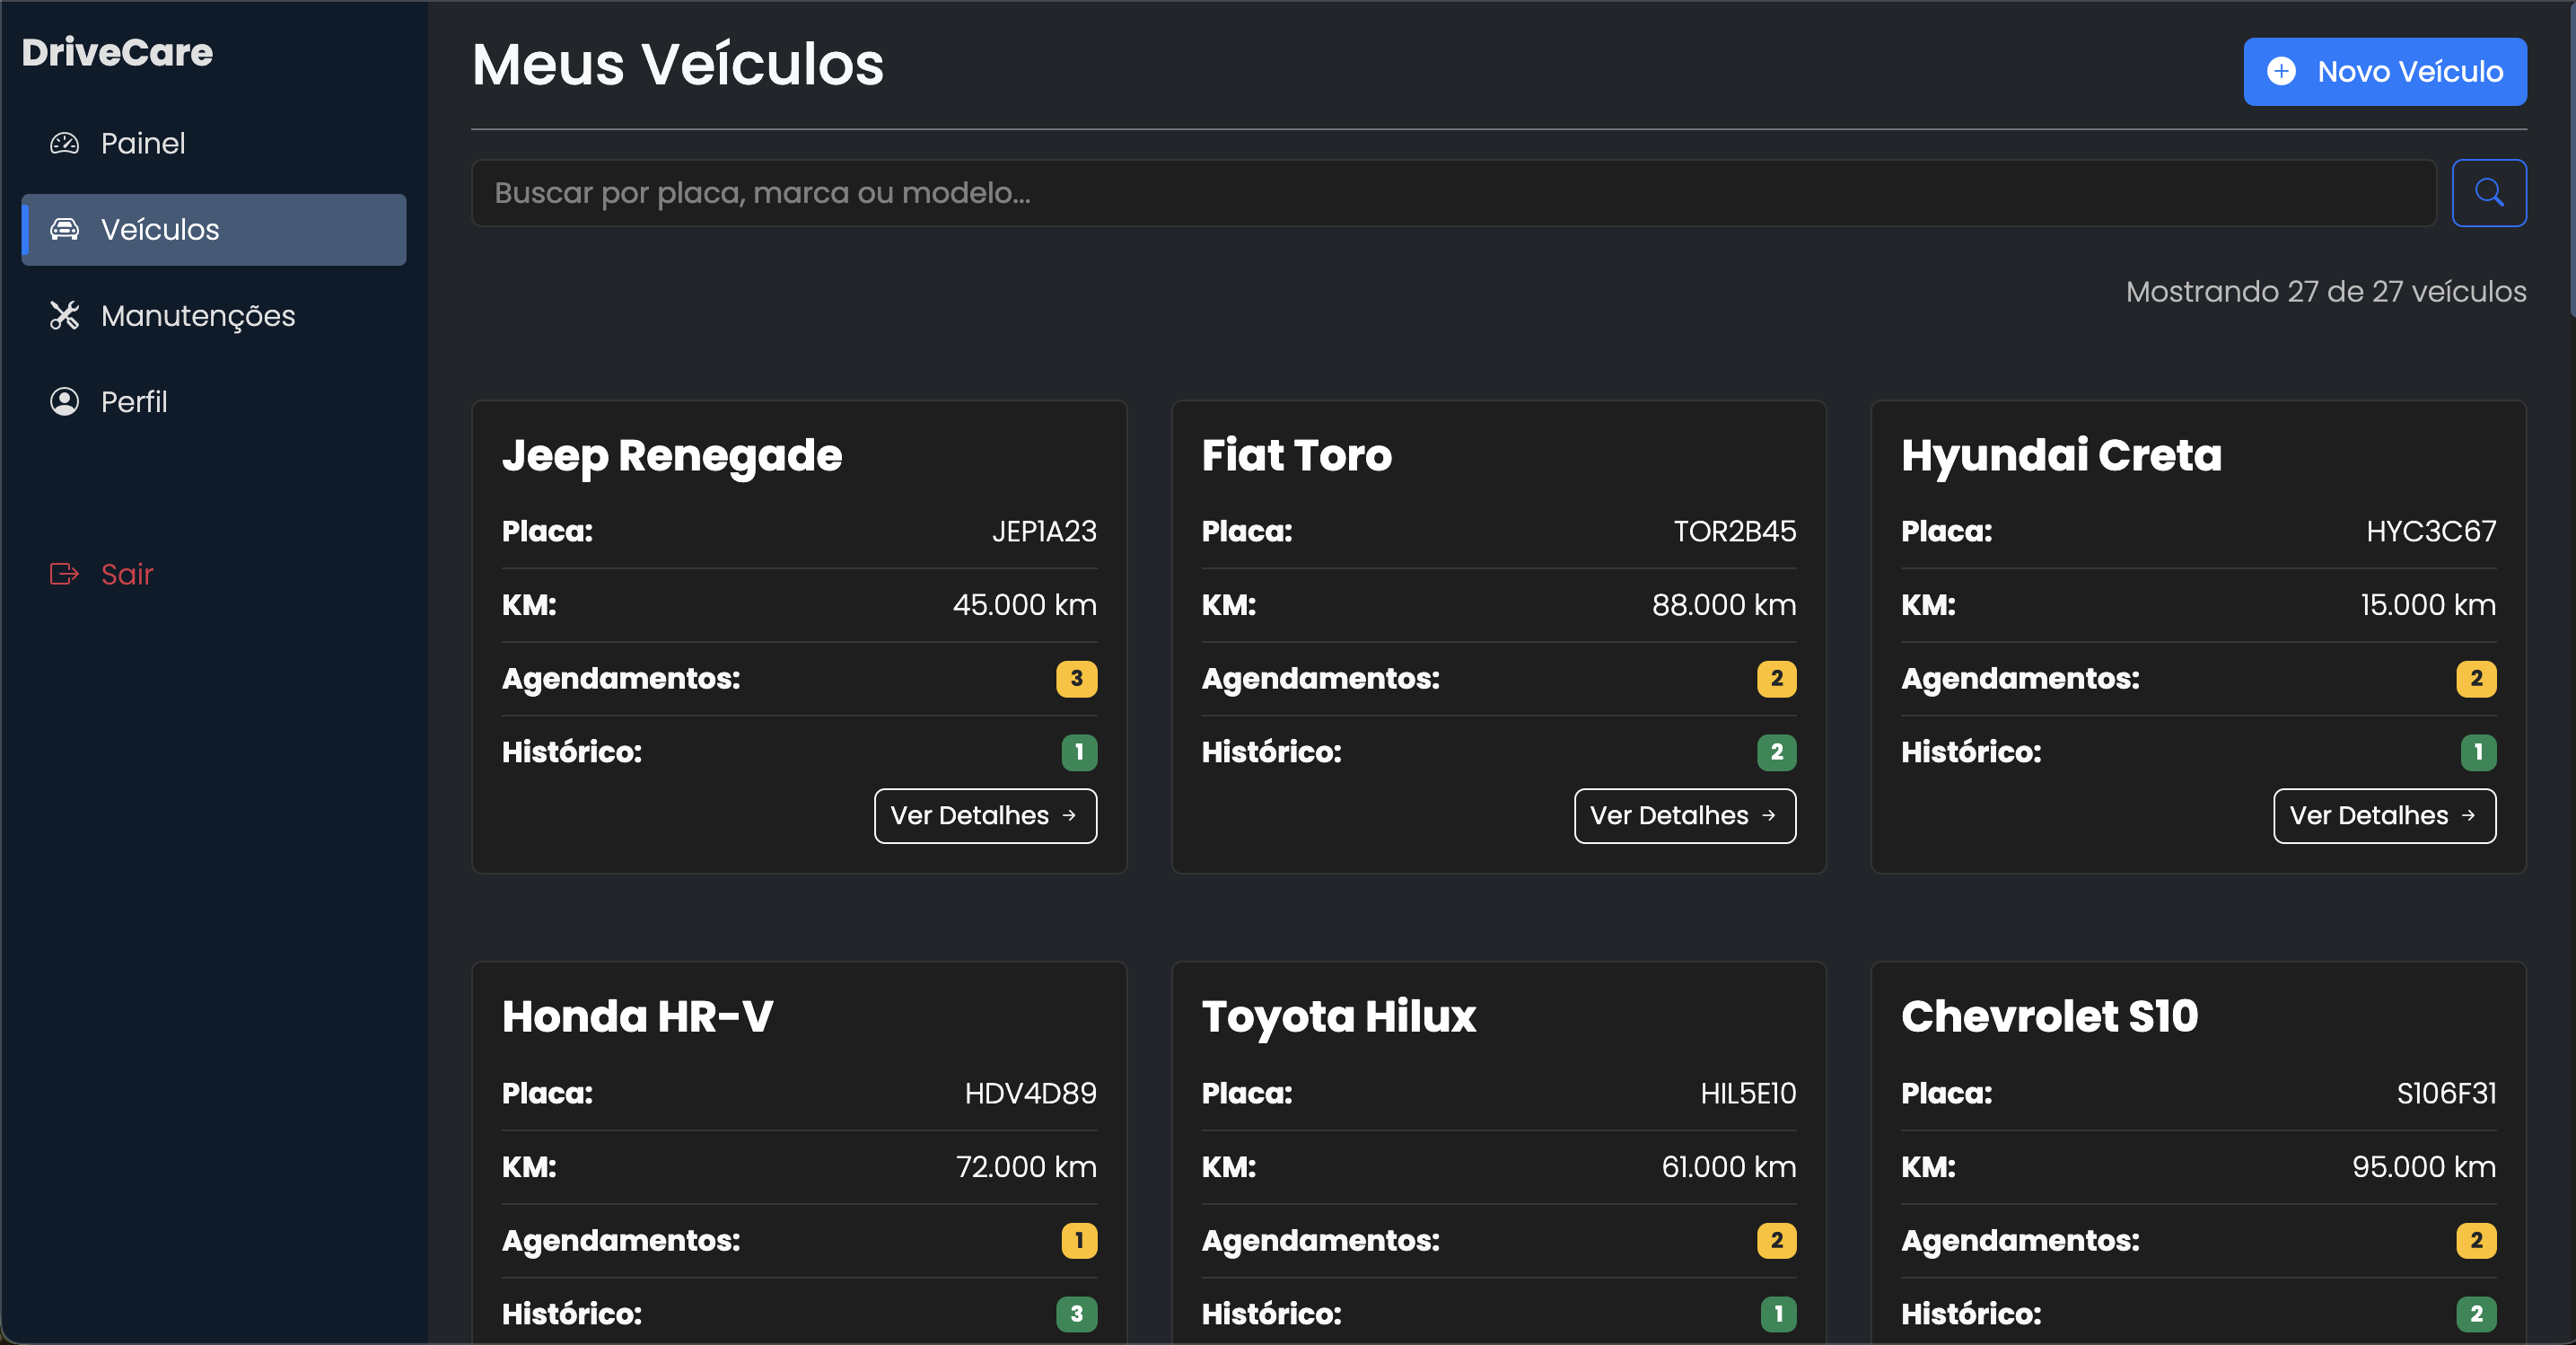 DriveCare
Painel
Veículos
Manutenções
Perfil
Sair
Meus Veículos
Novo Veículo
Buscar por placa, marca ou modelo...
Mostrando 27 de 27 veículos
Jeep Renegade
Placa: JEP1A23
KM: 45.000 km
Agendamentos: 3
Histórico: 1
Ver Detalhes →
Fiat Toro
Placa: TOR2B45
KM: 88.000 km
Agendamentos: 2
Histórico: 2
Ver Detalhes →
Hyundai Creta
Placa: HYC3C67
KM: 15.000 km
Agendamentos: 2
Histórico: 1
Ver Detalhes →
Honda HR-V
Placa: HDV4D89
KM: 72.000 km
Agendamentos: 1
Histórico: 3
Toyota Hilux
Placa: HIL5E10
KM: 61.000 km
Agendamentos: 2
Histórico: 1
Chevrolet S10
Placa: S106F31
KM: 95.000 km
Agendamentos: 2
Histórico: 2